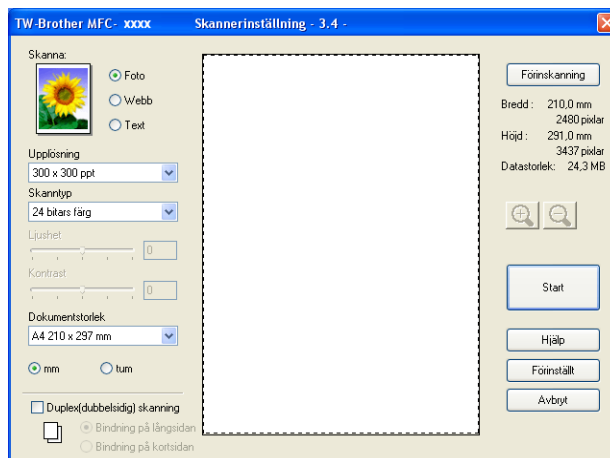 TW-Brother MFC- xxxx Skannerinställning - 3.4 -
Skanna:
Foto
Webb
Text
Upplösning
300 x 300 ppt
Skanntyp
24 bitars färg
Ljushet
0
Kontrast
0
Dokumentstorlek
A4 210 x 297 mm
mm
tum
Duplex(dubbelsidig) skanning
Bindning på långsidan
Bindning på kortsidan
Förinskanning
Bredd : 210,0 mm
2480 pixlar
Höjd : 291,0 mm
3437 pixlar
Datastorlek: 24,3 MB
Start
Hjälp
Förinställt
Avbryt